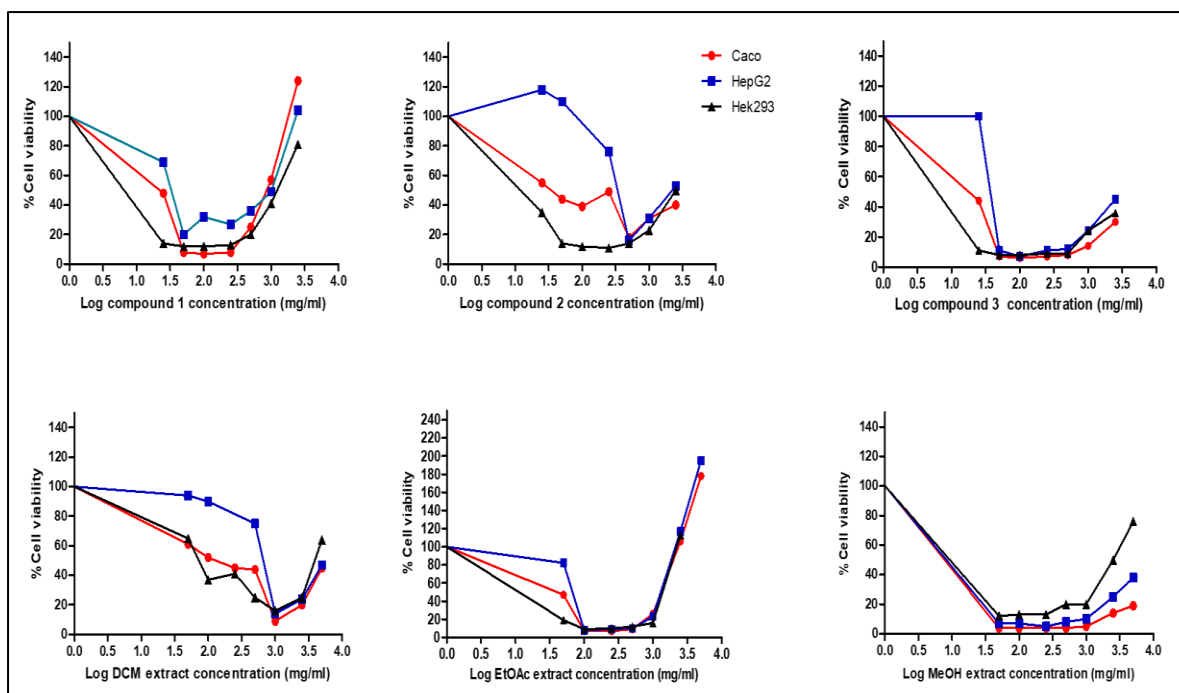 140
120
100
80
60
40
20
0
% Cell viability
0.0 0.5 1.0 1.5 2.0 2.5 3.0 3.5 4.0
Log compound 1 concentration (mg/ml)
140
120
100
80
60
40
20
0
% Cell viability
0.0 0.5 1.0 1.5 2.0 2.5 3.0 3.5 4.0
Log compound 2 concentration (mg/ml)
Caco
HepG2
Hek293
140
120
100
80
60
40
20
0
% Cell viability
0.0 0.5 1.0 1.5 2.0 2.5 3.0 3.5 4.0
Log compound 3 concentration (mg/ml)
140
120
100
80
60
40
20
0
% Cell viability
0.0 0.5 1.0 1.5 2.0 2.5 3.0 3.5 4.0
Log DCM extract concentration (mg/ml)
240
220
200
180
160
140
120
100
80
60
40
20
0
% Cell viability
0.0 0.5 1.0 1.5 2.0 2.5 3.0 3.5 4.0
Log EtOAc extract concentration (mg/ml)
140
120
100
80
60
40
20
0
% Cell viability
0.0 0.5 1.0 1.5 2.0 2.5 3.0 3.5 4.0
Log MeOH extract concentration (mg/ml)